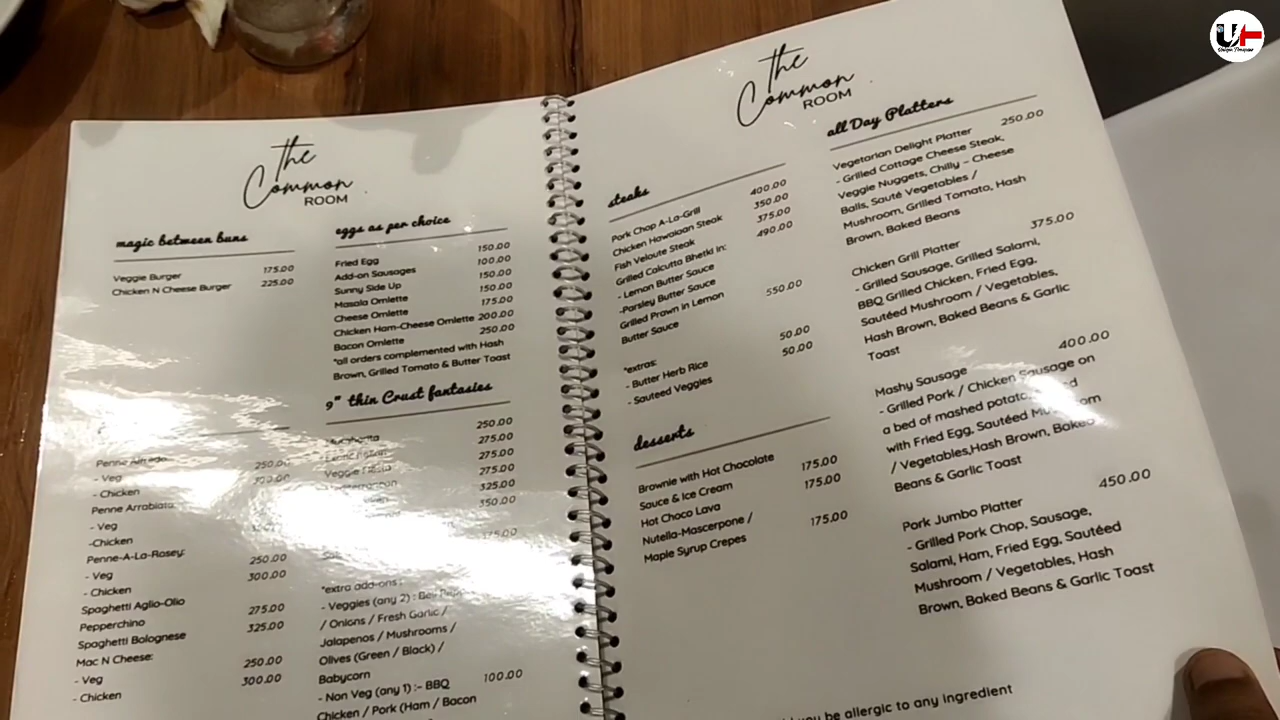 the
Common
ROOM
magic between buns
Veggie Burger 175.00
Chicken N Cheese Burger 225.00
Penne Alfredo
- Veg 250.00
- Chicken 300.00
Penne Arrabiata:
- Veg
-Chicken
Penne-A-La-Rosey:
- Veg 250.00
- Chicken 300.00
Spaghetti Aglio-Olio
Pepperchino 275.00
Spaghetti Bolognese 325.00
Mac N Cheese:
- Veg 250.00
- Chicken 300.00
eggs as per choice
Fried Egg 150.00
Add-on Sausages 100.00
Sunny Side Up 150.00
Masala Omlette 150.00
Cheese Omlette 175.00
Chicken Ham-Cheese Omlette 200.00
Bacon Omlette 250.00
*all orders complemented with Hash
Brown, Grilled Tomato & Butter Toast
9" thin Crust fantasies
250.00
275.00
Veggie 275.00
275.00
325.00
350.00
*extra add-ons :
- Veggies (any 2) : Bell
/ Onions / Fresh Garlic /
Jalapenos / Mushrooms /
Olives (Green / Black) /
Babycorn
- Non Veg (any 1) :- BBQ 100.00
Chicken / Pork (Ham / Bacon
the
Common
ROOM
steaks
Pork Chop A-La-Grill 400.00
Chicken Hawaiaan Steak 350.00
Fish Veloute Steak 375.00
Grilled Calcutta Bhetki In: 490.00
- Lemon Butter Sauce
-Parsley Butter Sauce
Grilled Prawn in Lemon 550.00
Butter Sauce
*extras:
- Butter Herb Rice 50.00
- Sauteed Veggies 50.00
desserts
Brownie with Hot Chocolate
Sauce & Ice Cream 175.00
Hot Choco Lava 175.00
Nutella-Mascerpone /
Maple Syrup Crepes 175.00
all Day Platters
Vegetarian Delight Platter 250.00
- Grilled Cottage Cheese Steak,
Veggie Nuggets, Chilly - Cheese
Balls, Sauté Vegetables /
Mushroom, Grilled Tomato, Hash
Brown, Baked Beans
Chicken Grill Platter 375.00
- Grilled Sausage, Grilled Salami,
BBQ Grilled Chicken, Fried Egg,
Sautéed Mushroom / Vegetables,
Hash Brown, Baked Beans & Garlic
Toast
Mashy Sausage 400.00
- Grilled Pork / Chicken Sausage on
a bed of mashed
with Fried Egg, Sautéed Mushroom
/ Vegetables,Hash Brown, Baked
Beans & Garlic Toast
Pork Jumbo Platter 450.00
- Grilled Pork Chop, Sausage,
Salami, Ham, Fried Egg, Sautéed
Mushroom / Vegetables, Hash
Brown, Baked Beans & Garlic Toast
you be allergic to any ingredient